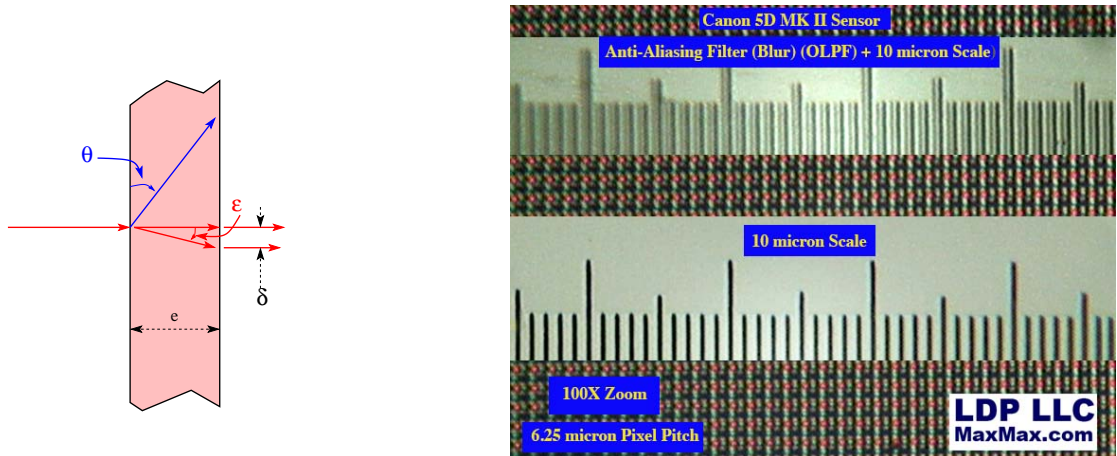 θ
ε
δ
e
Canon 5D MK II Sensor
Anti-Aliasing Filter (Blur) (OLPF) + 10 micron Scale)
10 micron Scale
100X Zoom
6.25 micron Pixel Pitch
LDP LLC
MaxMax.com